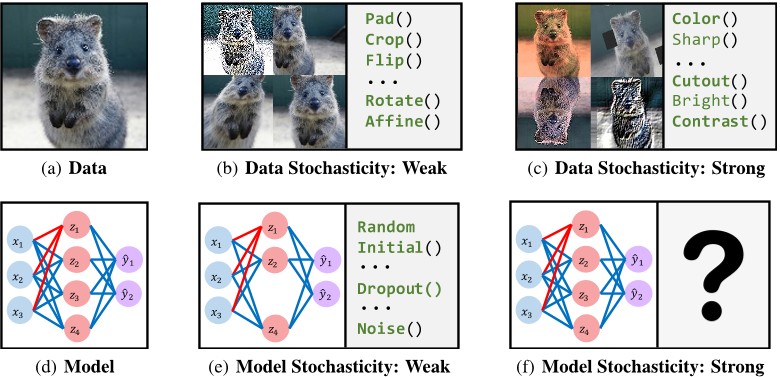 Pad()
Crop()
Flip()
...
Rotate()
Affine()
Color()
Sharp()
...
Cutout()
Bright()
Contrast()
(a) Data
(b) Data Stochasticity: Weak
(c) Data Stochasticity: Strong
x1
x2
x3
z1
z2
z3
z4
ŷ1
ŷ2
x1
x2
x3
z1
z2
z4
ŷ1
ŷ2
Random
Initial()
...
Dropout()
...
Noise()
x1
x2
x3
z1
z2
z3
z4
ŷ1
ŷ2
?
(d) Model
(e) Model Stochasticity: Weak
(f) Model Stochasticity: Strong